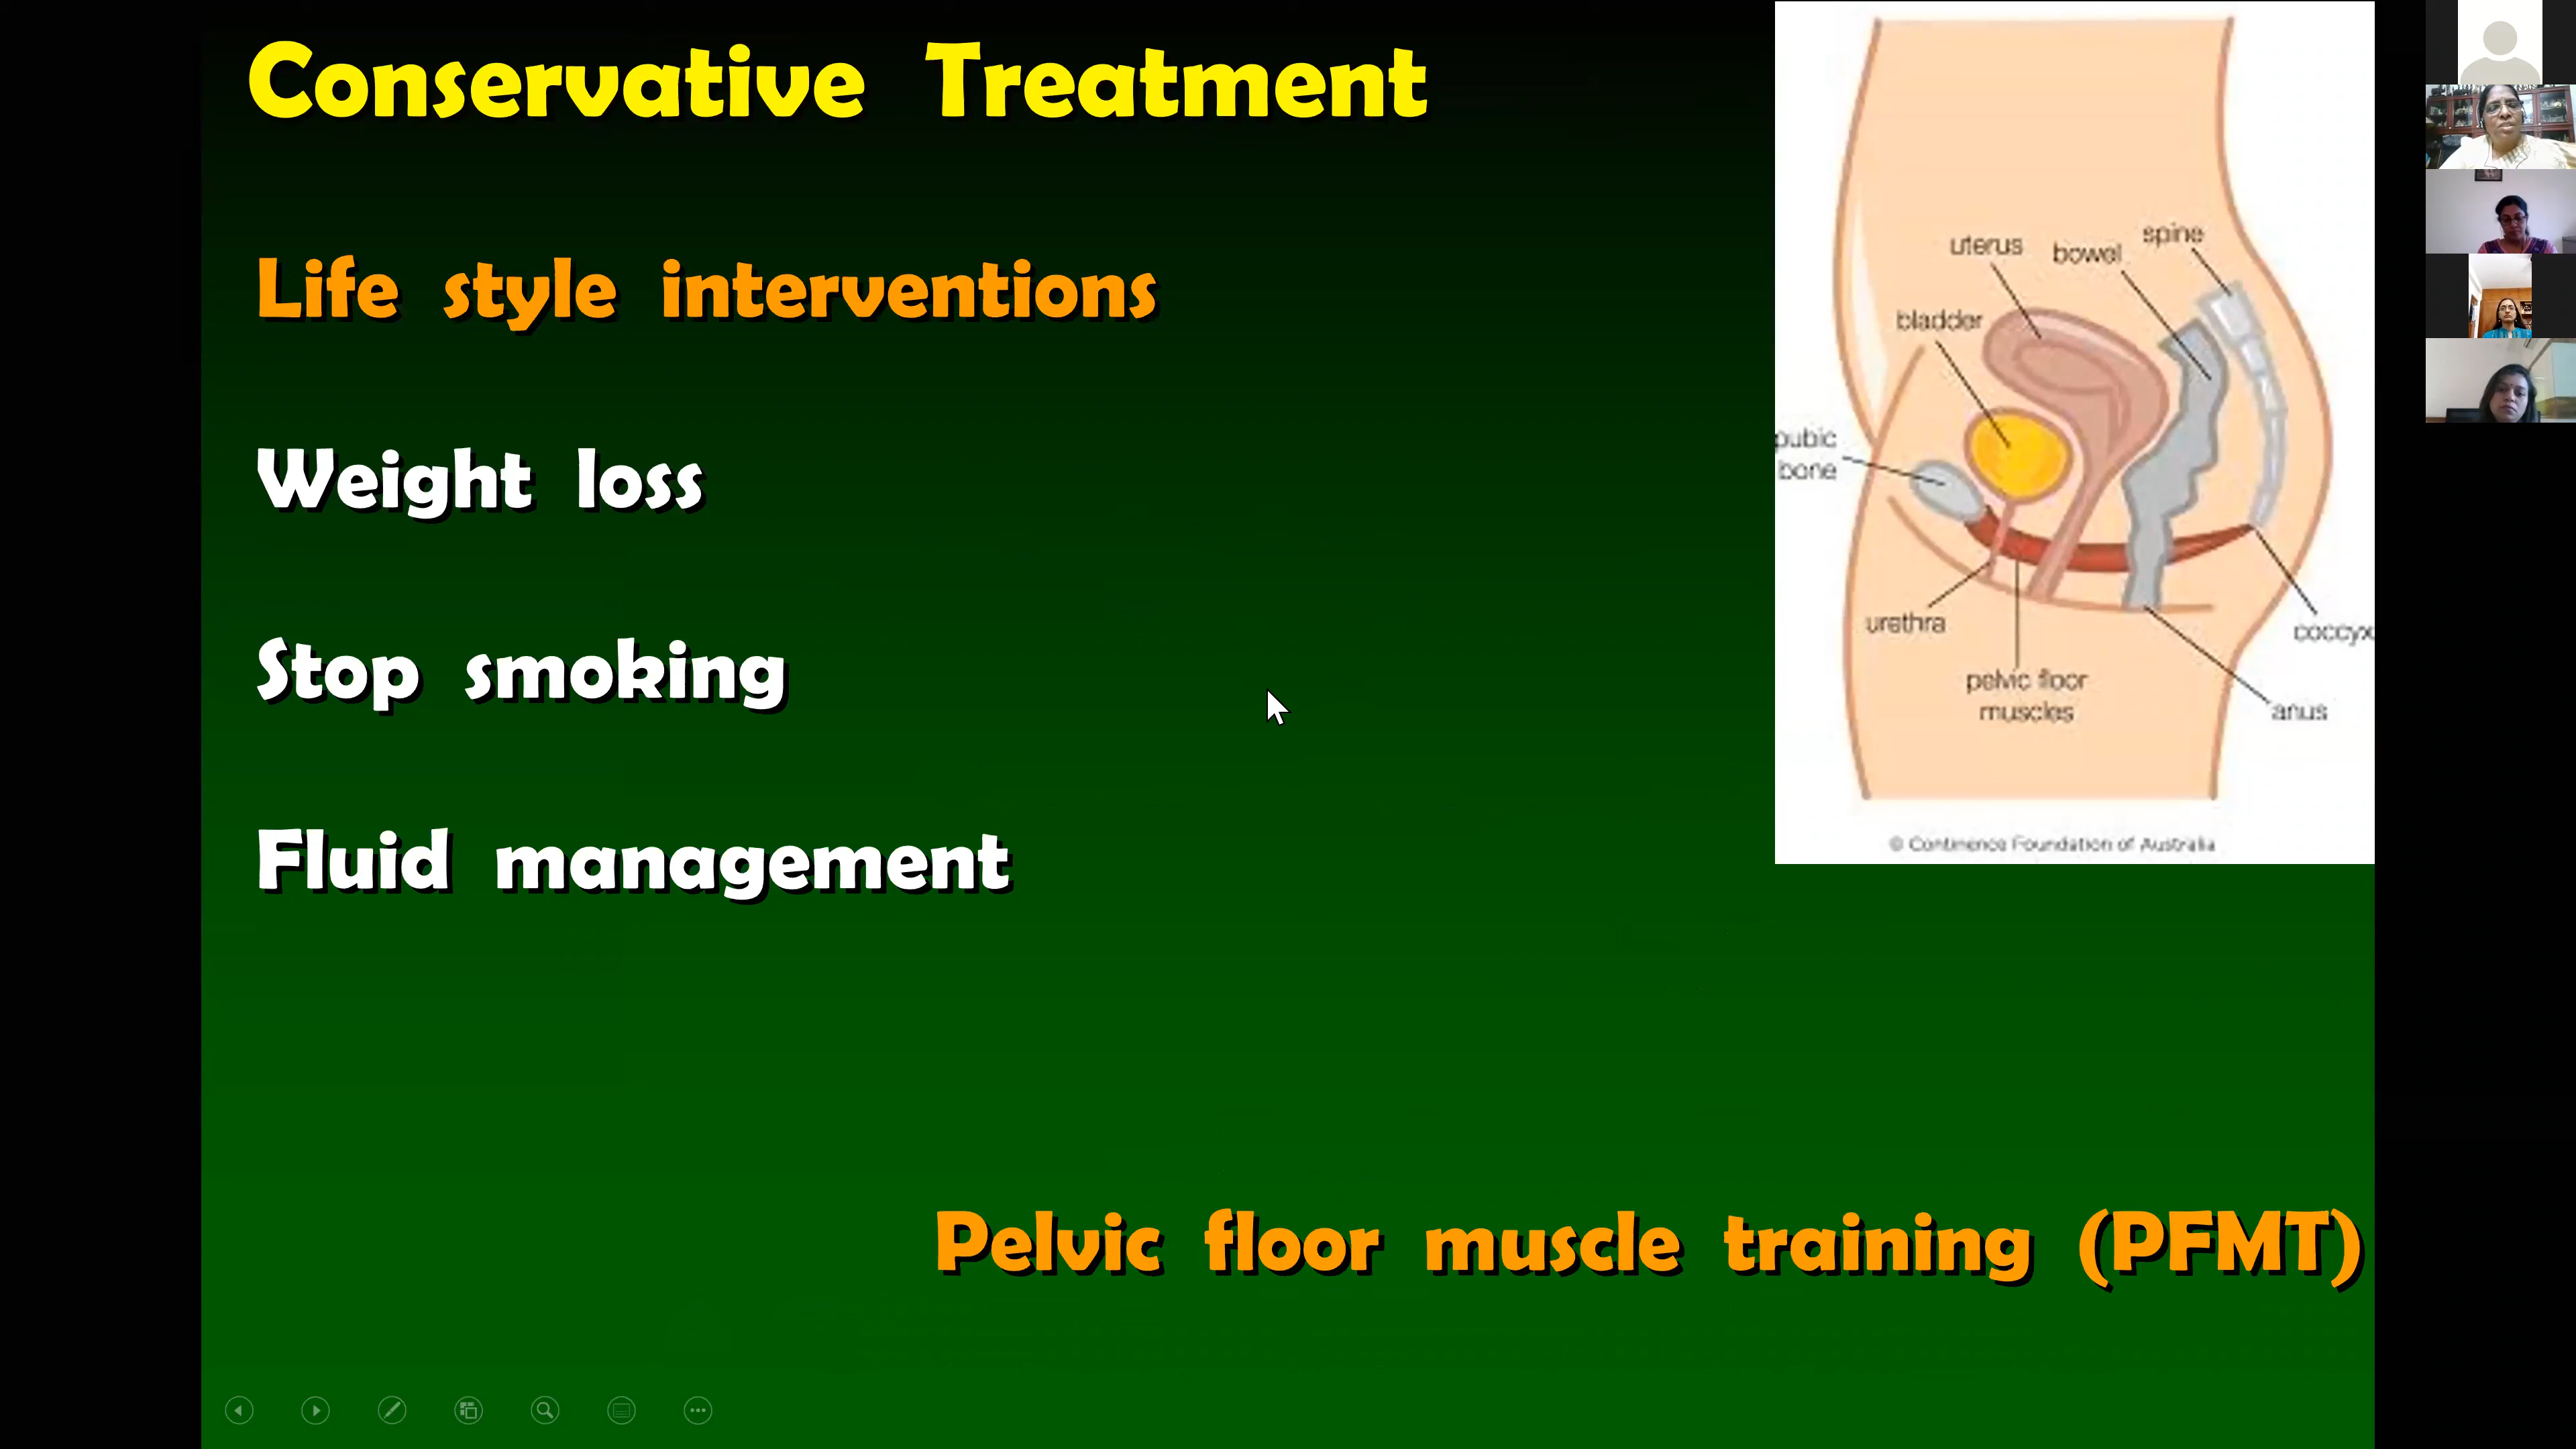 Conservative Treatment
Life style interventions
Weight loss
Stop smoking
Fluid management
uterus
bowel
spine
bladder
pubic
bone
urethra
pelvic floor
muscles
coccyx
anus
© Continence Foundation of Australia
Pelvic floor muscle training (PFMT)